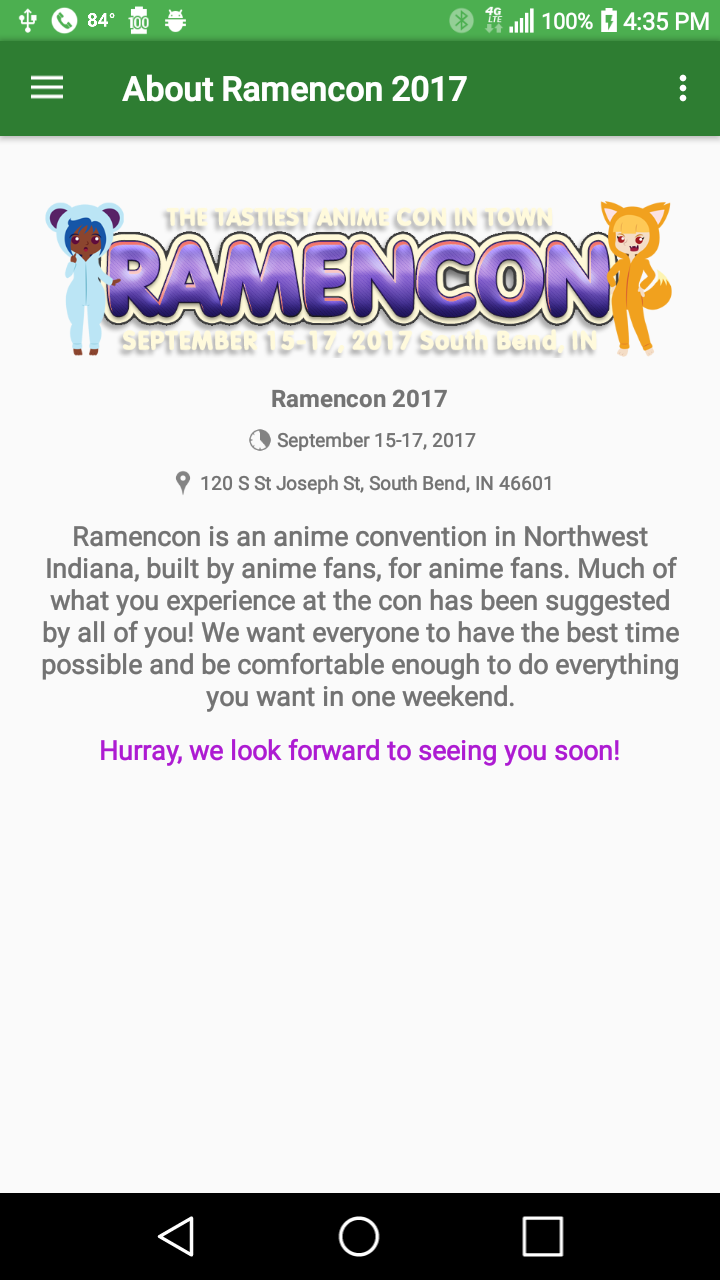 84°
100
4G
LTE
100%
4:35 PM
About Ramencon 2017
THE TASTIEST ANIME CON IN TOWN
RAMENCON
SEPTEMBER 15-17, 2017 South Bend, IN
Ramencon 2017
September 15-17, 2017
120 S St Joseph St, South Bend, IN 46601
Ramencon is an anime convention in Northwest
Indiana, built by anime fans, for anime fans. Much of
what you experience at the con has been suggested
by all of you! We want everyone to have the best time
possible and be comfortable enough to do everything
you want in one weekend.
Hurray, we look forward to seeing you soon!